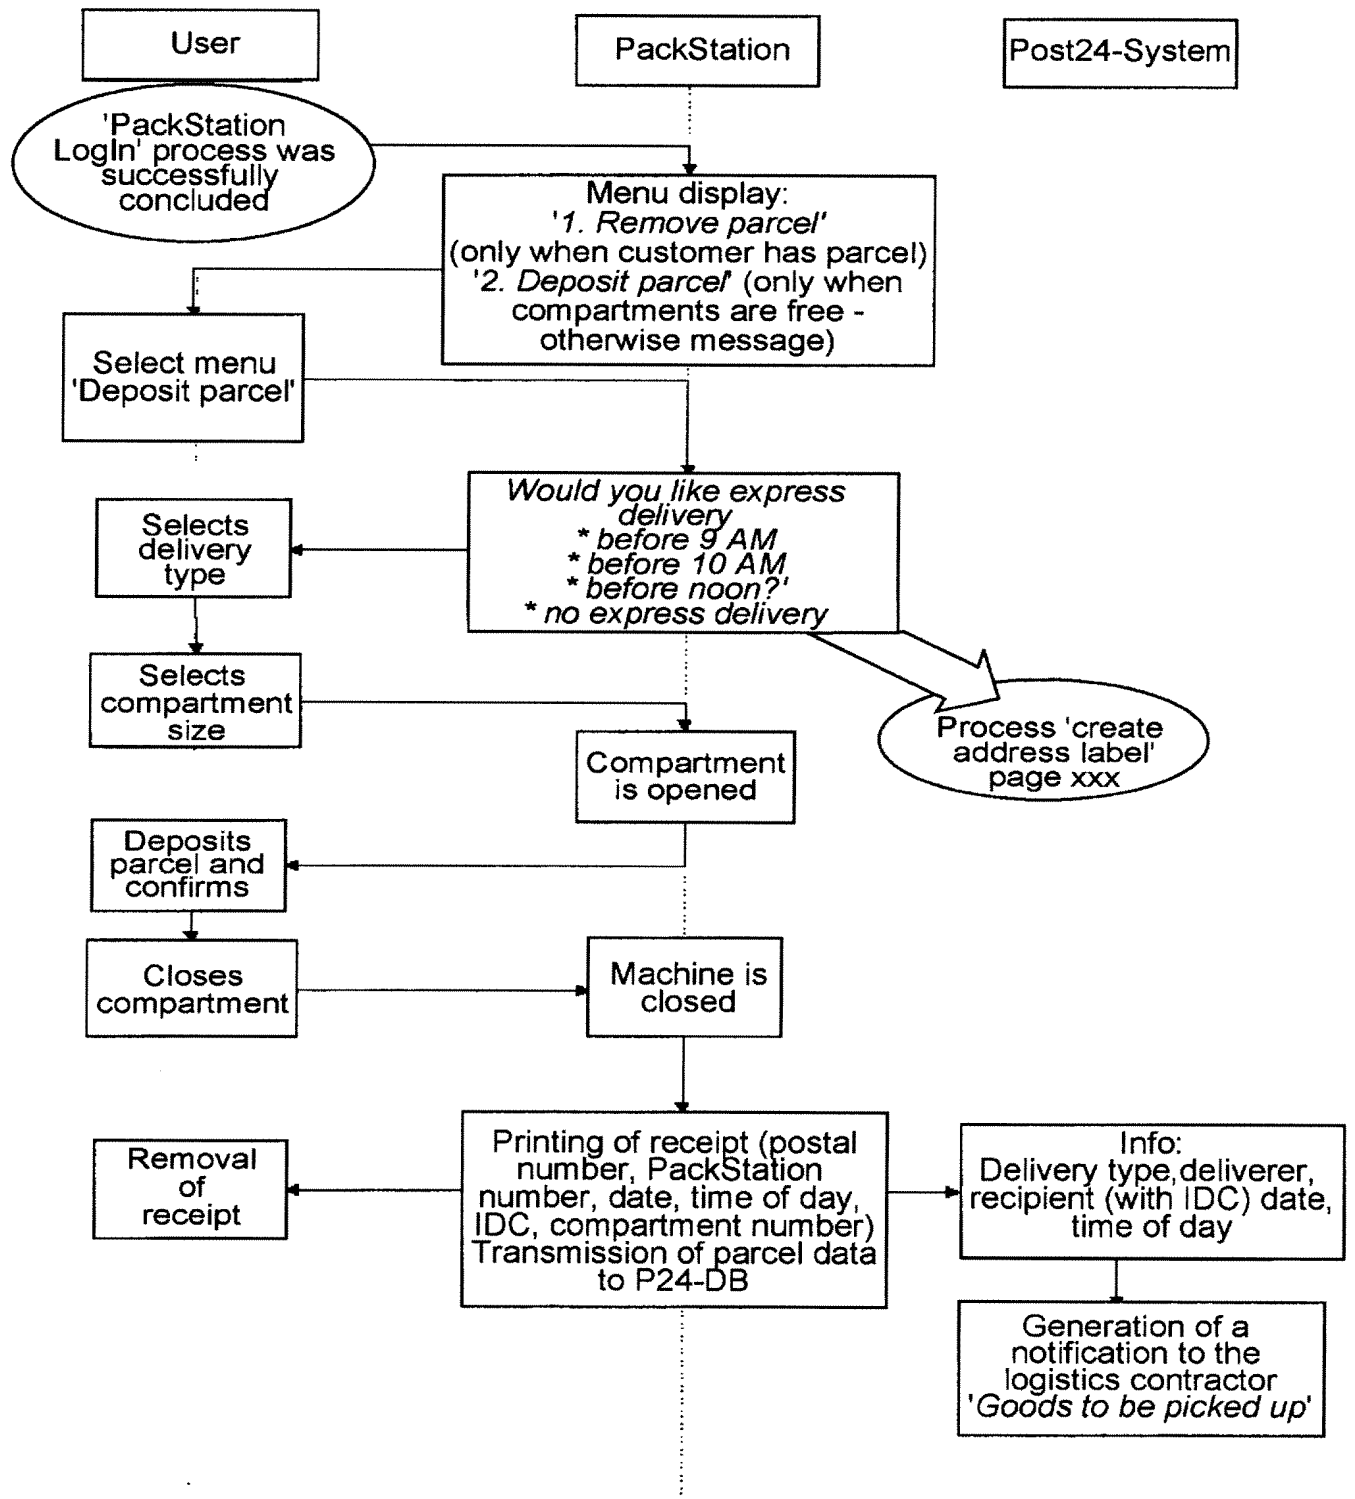 User
PackStation
Post24-System
'PackStation
LogIn' process was
successfully
concluded
Menu display:
'1. Remove parcel'
(only when customer has parcel)
'2. Deposit parcel' (only when
compartments are free -
otherwise message)
Select menu
'Deposit parcel'
Would you like express
delivery
* before 9 AM
* before 10 AM
* before noon?'
* no express delivery
Selects
delivery
type
Selects
compartment
size
Process 'create
address label'
page xxx
Compartment
is opened
Deposits
parcel and
confirms
Closes
compartment
Machine is
closed
Printing of receipt (postal
number, PackStation
number, date, time of day,
IDC, compartment number)
Transmission of parcel data
to P24-DB
Removal
of
receipt
Info:
Delivery type,deliverer,
recipient (with IDC) date,
time of day
Generation of a
notification to the
logistics contractor
'Goods to be picked up'